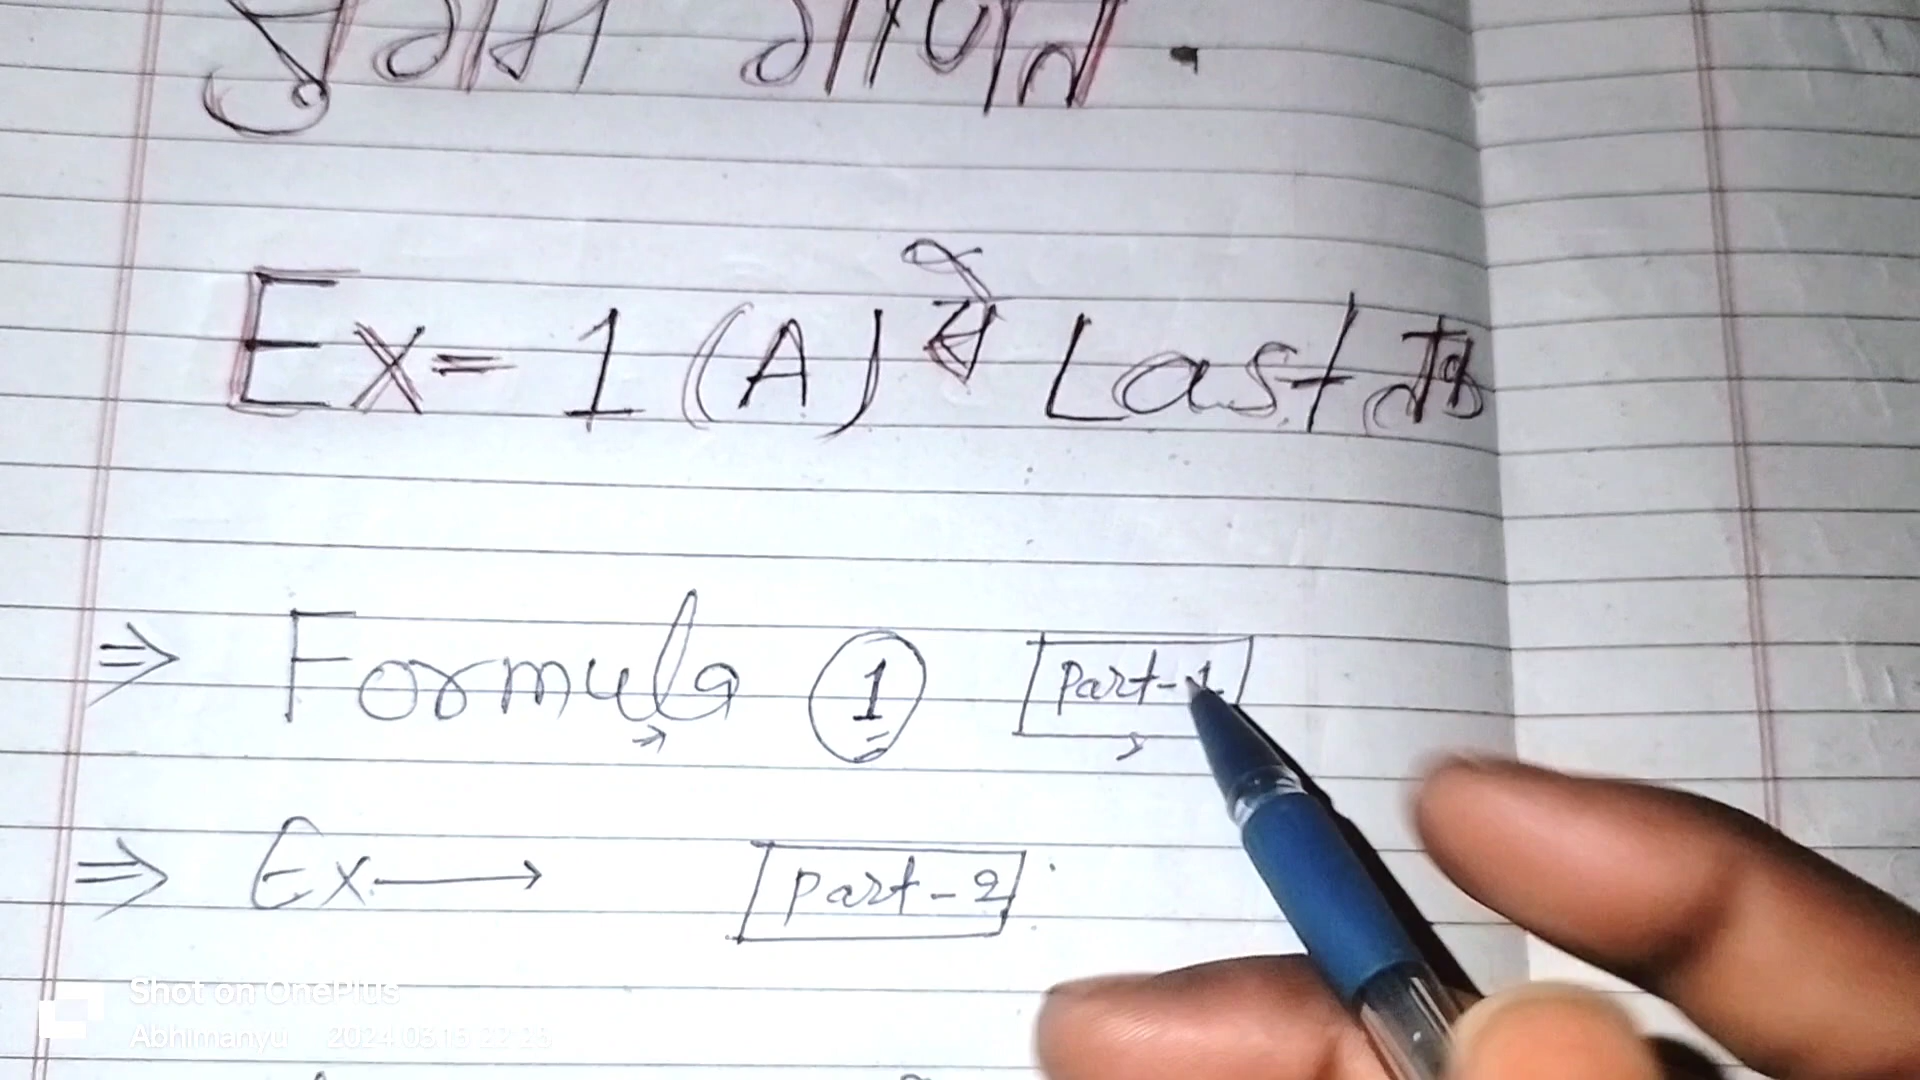 Ex= 1 (A) से Last तक
⇒ Formula ① Part-1
⇒ Ex→ Part-2
Shot on OnePlus
Abhimanyu